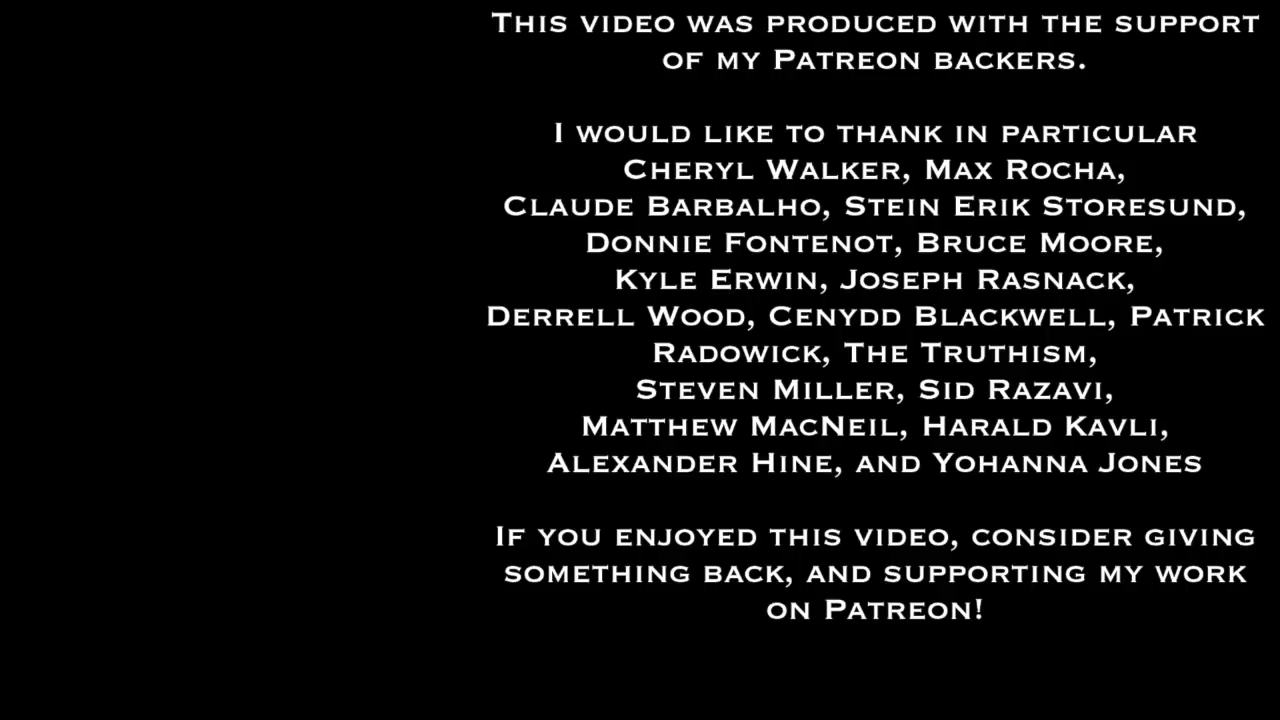 This video was produced with the support
of my Patreon backers.
I would like to thank in particular
Cheryl Walker, Max Rocha,
Claude Barbalho, Stein Erik Storesund,
Donnie Fontenot, Bruce Moore,
Kyle Erwin, Joseph Rasnack,
Derrell Wood, Cenydd Blackwell, Patrick
Radowick, The Truthism,
Steven Miller, Sid Razavi,
Matthew MacNeil, Harald Kavli,
Alexander Hine, and Yohanna Jones
If you enjoyed this video, consider giving
something back, and supporting my work
on Patreon!